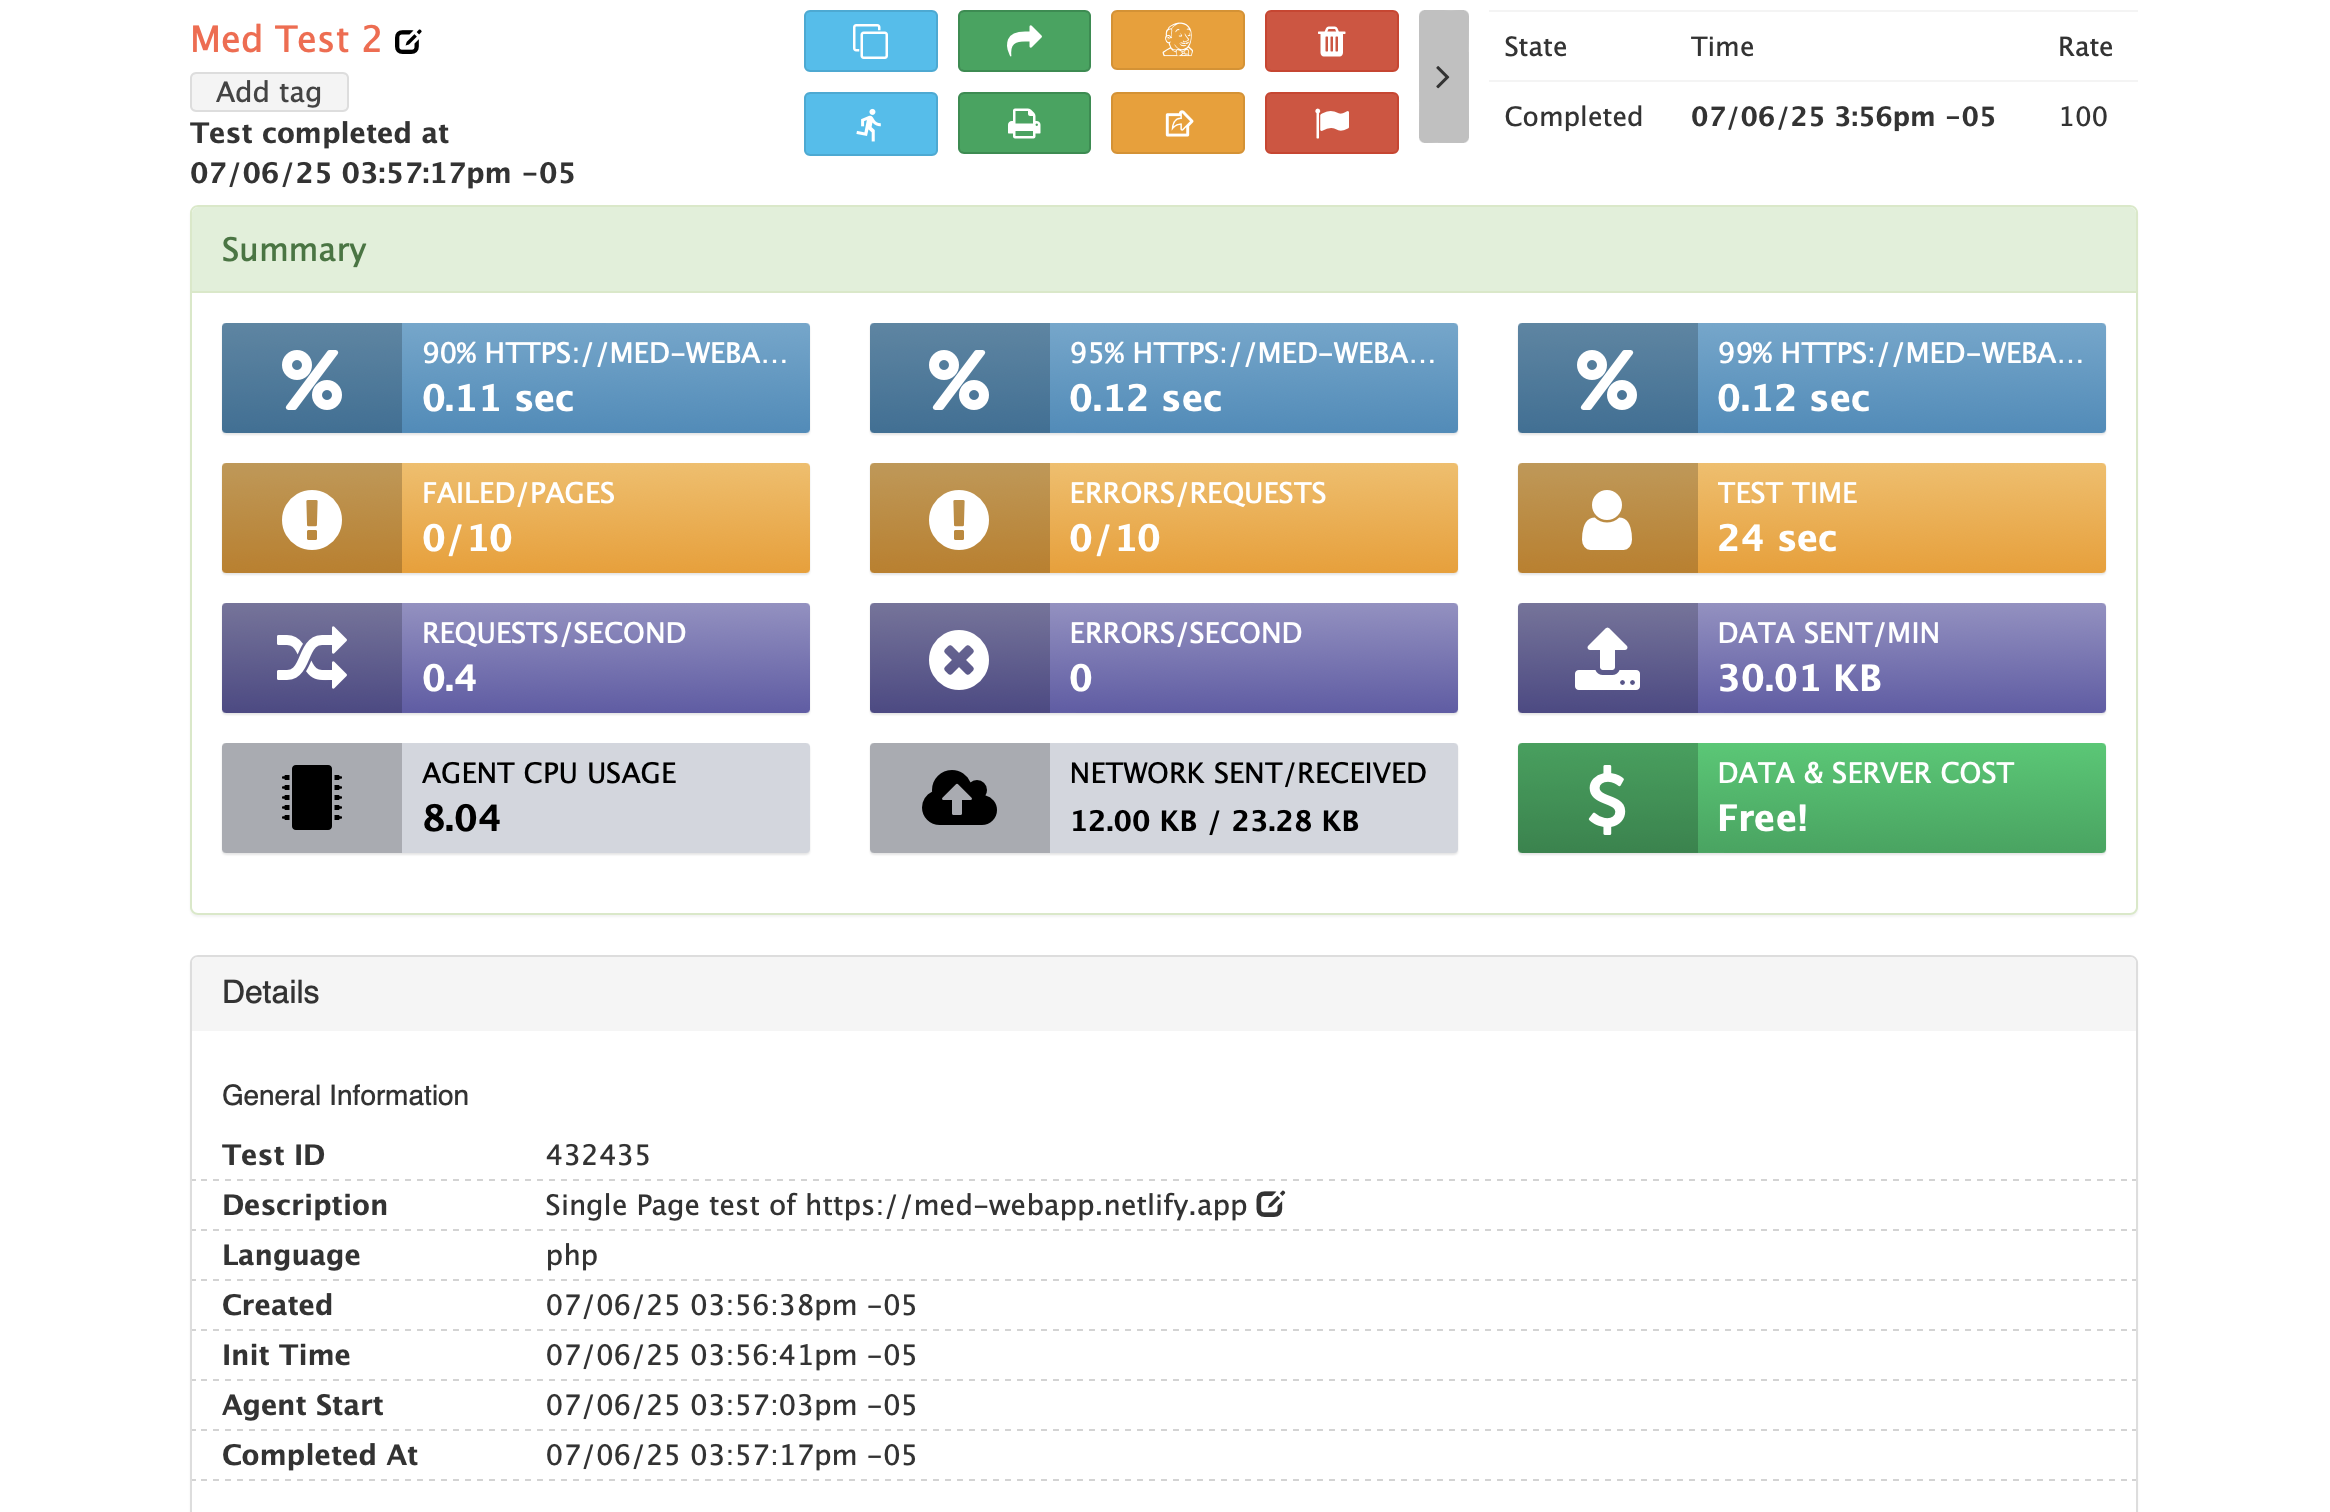 Med Test 2
Add tag
Test completed at
07/06/25 03:57:17pm -05
State Time Rate
Completed 07/06/25 3:56pm -05 100
Summary
90% HTTPS://MED-WEBA...
0.11 sec
95% HTTPS://MED-WEBA...
0.12 sec
99% HTTPS://MED-WEBA...
0.12 sec
FAILED/PAGES
0/10
ERRORS/REQUESTS
0/10
TEST TIME
24 sec
REQUESTS/SECOND
0.4
ERRORS/SECOND
0
DATA SENT/MIN
30.01 KB
AGENT CPU USAGE
8.04
NETWORK SENT/RECEIVED
12.00 KB / 23.28 KB
DATA & SERVER COST
Free!
Details
General Information
Test ID 432435
Description Single Page test of https://med-webapp.netlify.app
Language php
Created 07/06/25 03:56:38pm -05
Init Time 07/06/25 03:56:41pm -05
Agent Start 07/06/25 03:57:03pm -05
Completed At 07/06/25 03:57:17pm -05